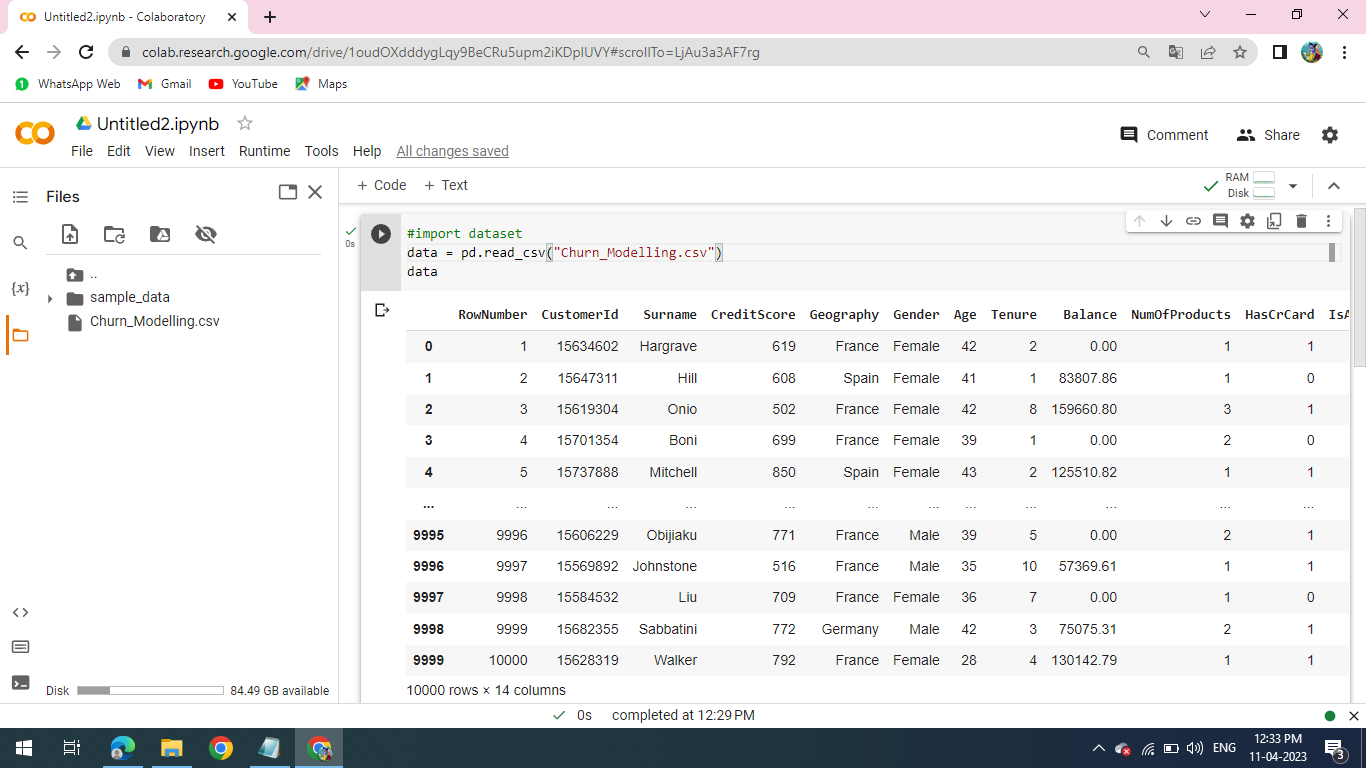 Untitled2.ipynb - Colaboratory
colab.research.google.com/drive/1oudOXdddygLqy9BeCRu5upm2iKDplUVY#scrollTo=LjAu3a3AF7rg
WhatsApp Web Gmail YouTube Maps
Untitled2.ipynb
Comment Share
File Edit View Insert Runtime Tools Help All changes saved
Files
+ Code + Text
RAM
Disk
..
sample_data
Churn_Modelling.csv
{x}
0s
#import dataset
data = pd.read_csv("Churn_Modelling.csv")
data
RowNumber CustomerId Surname CreditScore Geography Gender Age Tenure Balance NumOfProducts HasCrCard IsA
0 1 15634602 Hargrave 619 France Female 42 2 0.00 1 1
1 2 15647311 Hill 608 Spain Female 41 1 83807.86 1 0
2 3 15619304 Onio 502 France Female 42 8 159660.80 3 1
3 4 15701354 Boni 699 France Female 39 1 0.00 2 0
4 5 15737888 Mitchell 850 Spain Female 43 2 125510.82 1 1
... ... ... ... ... ... ... ... ... ... ... ...
9995 9996 15606229 Obijiaku 771 France Male 39 5 0.00 2 1
9996 9997 15569892 Johnstone 516 France Male 35 10 57369.61 1 1
9997 9998 15584532 Liu 709 France Female 36 7 0.00 1 0
9998 9999 15682355 Sabbatini 772 Germany Male 42 3 75075.31 2 1
9999 10000 15628319 Walker 792 France Female 28 4 130142.79 1 1
10000 rows × 14 columns
Disk 84.49 GB available
0s completed at 12:29 PM
ENG
12:33 PM
11-04-2023
3